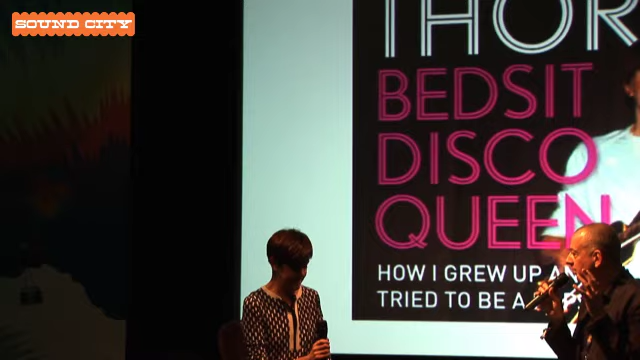 SOUND CITY
THOR
BEDSIT
DISCO
QUEEN
HOW I GREW UP A
TRIED TO BE A